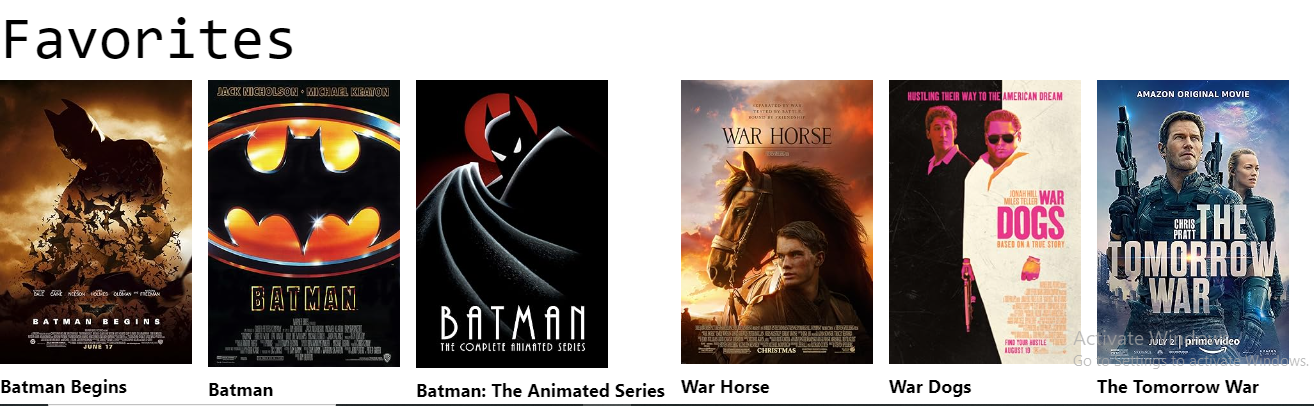 Favorites
BATMAN BEGINS
JUNE 17
Batman Begins
JACK NICHOLSON · MICHAEL KEATON
BATMAN
Batman
BATMAN
THE COMPLETE ANIMATED SERIES
Batman: The Animated Series
SEPARATED BY WAR
TESTED BY BATTLE
BOUND BY FRIENDSHIP
WAR HORSE
CHRISTMAS
War Horse
HUSTLING THEIR WAY TO THE AMERICAN DREAM
JONAH HILL
MILES TELLER
WAR
DOGS
BASED ON A TRUE STORY
FIND YOUR HUSTLE
AUGUST 19
War Dogs
AMAZON ORIGINAL MOVIE
CHRIS
PRATT
THE
TOMORROW
WAR
JULY 2 | prime video
The Tomorrow War
Activate Windows
Go to Settings to activate Windows.